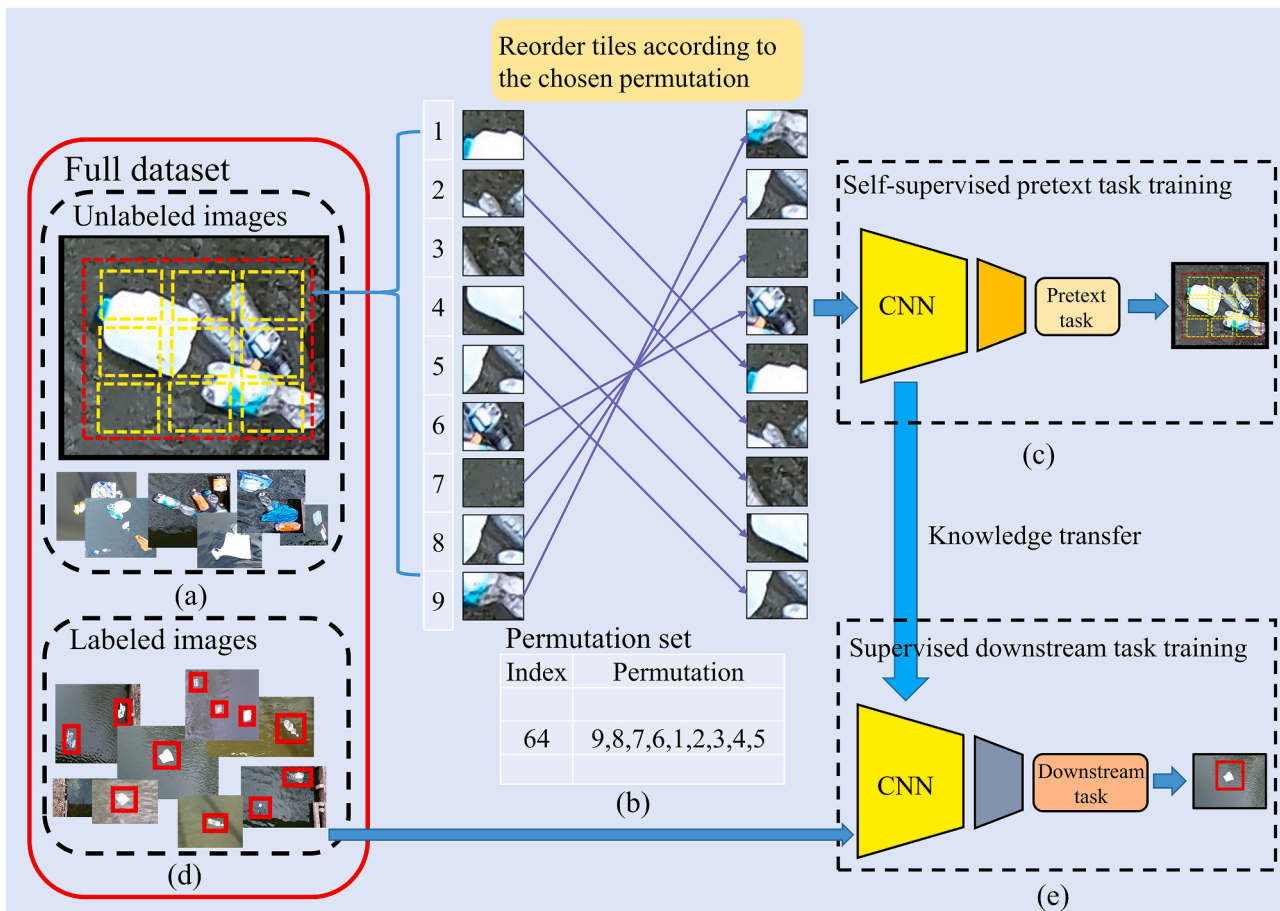 Reorder tiles according to
the chosen permutation
Full dataset
Unlabeled images
(a)
Labeled images
(d)
1
2
3
4
5
6
7
8
9
Permutation set
Index Permutation
64 9,8,7,6,1,2,3,4,5
(b)
Self-supervised pretext task training
CNN
Pretext
task
(c)
Knowledge transfer
Supervised downstream task training
CNN
Downstream
task
(e)